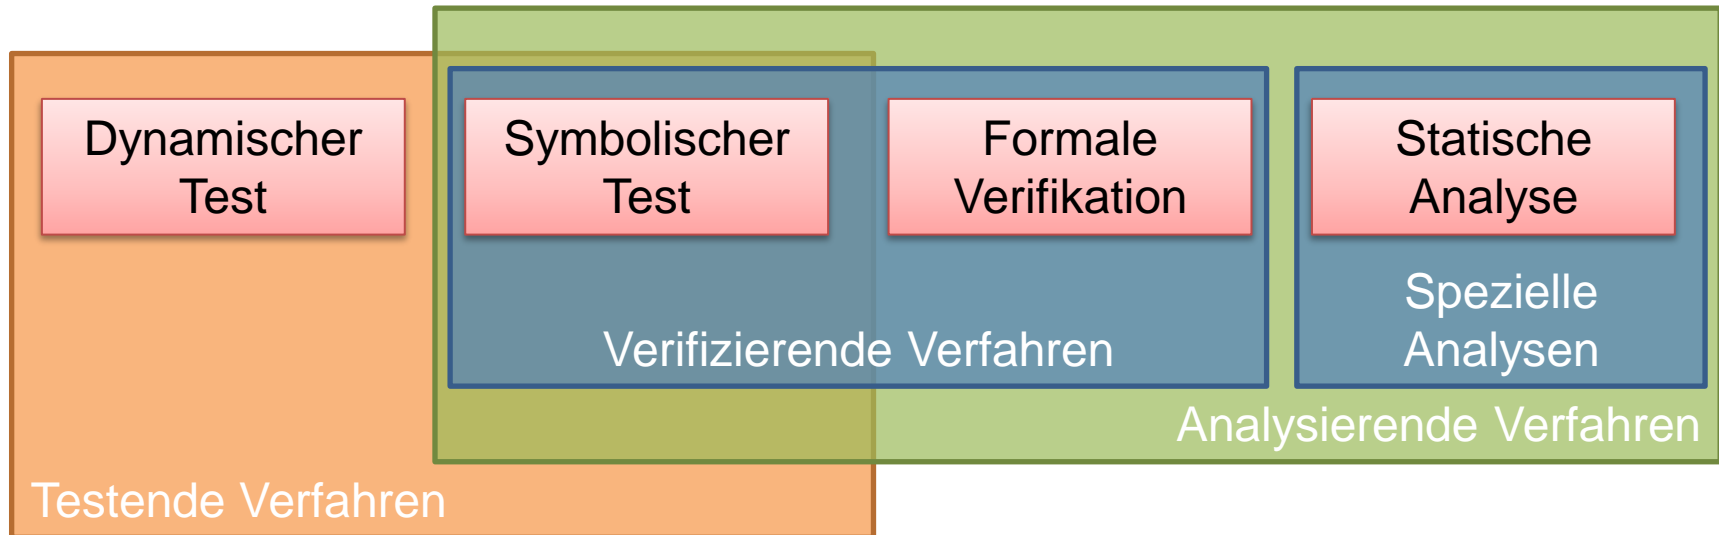 Dynamischer
Test
Symbolischer
Test
Formale
Verifikation
Statische
Analyse
Spezielle
Analysen
Verifizierende Verfahren
Analysierende Verfahren
Testende Verfahren